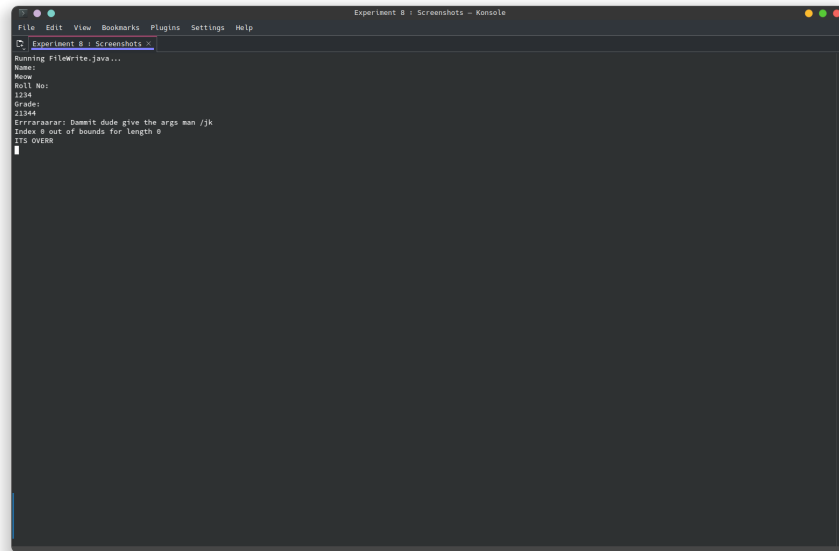 Experiment 8 : Screenshots — Konsole
File Edit View Bookmarks Plugins Settings Help
Experiment 8 : Screenshots ×
Running FileWrite.java...
Name:
Meow
Roll No:
1234
Grade:
21344
Errraraarar: Dammit dude give the args man /jk
Index 0 out of bounds for length 0
ITS OVERR